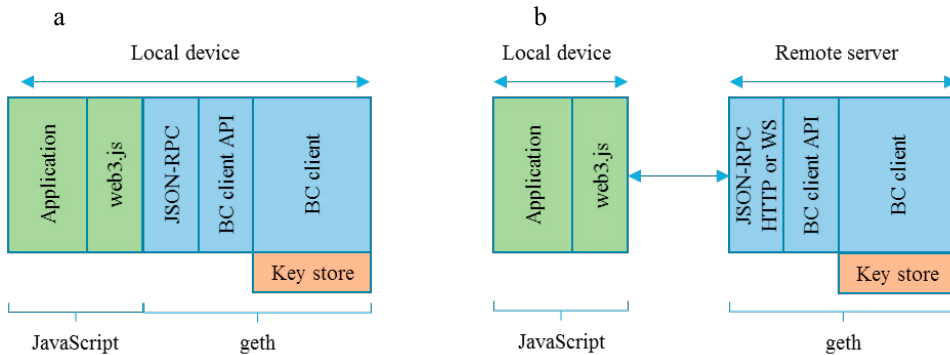 a
Local device
Application
web3.js
JSON-RPC
BC client API
BC client
Key store
JavaScript
geth
b
Local device
Remote server
Application
web3.js
JSON-RPC
HTTP or WS
BC client API
BC client
Key store
JavaScript
geth